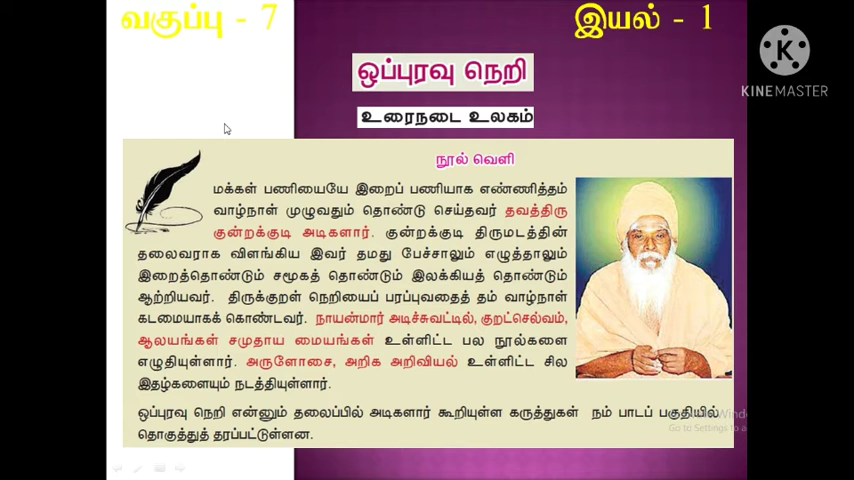 வகுப்பு - 7
இயல் - 1
K
KINEMASTER
ஒப்புரவு நெறி
உரைநடை உலகம்
நூல் வெளி
மக்கள் பணியையே இறைப் பணியாக எண்ணித்தம்
வாழ்நாள் முழுவதும் தொண்டு செய்தவர் தவத்திரு
குன்றக்குடி அடிகளார். குன்றக்குடி திருமடத்தின்
தலைவராக விளங்கிய இவர் தமது பேச்சாலும் எழுத்தாலும்
இறைத்தொண்டும் சமூகத் தொண்டும் இலக்கியத் தொண்டும்
ஆற்றியவர். திருக்குறள் நெறியைப் பரப்புவதைத் தம் வாழ்நாள்
கடமையாகக் கொண்டவர். நாயன்மார் அடிச்சுவட்டில், குறட்செல்வம்,
ஆலயங்கள் சமுதாய மையங்கள் உள்ளிட்ட பல நூல்களை
எழுதியுள்ளார். அருளோசை, அறிக அறிவியல் உள்ளிட்ட சில
இதழ்களையும் நடத்தியுள்ளார்.
ஒப்புரவு நெறி என்னும் தலைப்பில் அடிகளார் கூறியுள்ள கருத்துகள் நம் பாடப் பகுதியில்
தொகுத்துத் தரப்பட்டுள்ளன.
Go to Settings to a